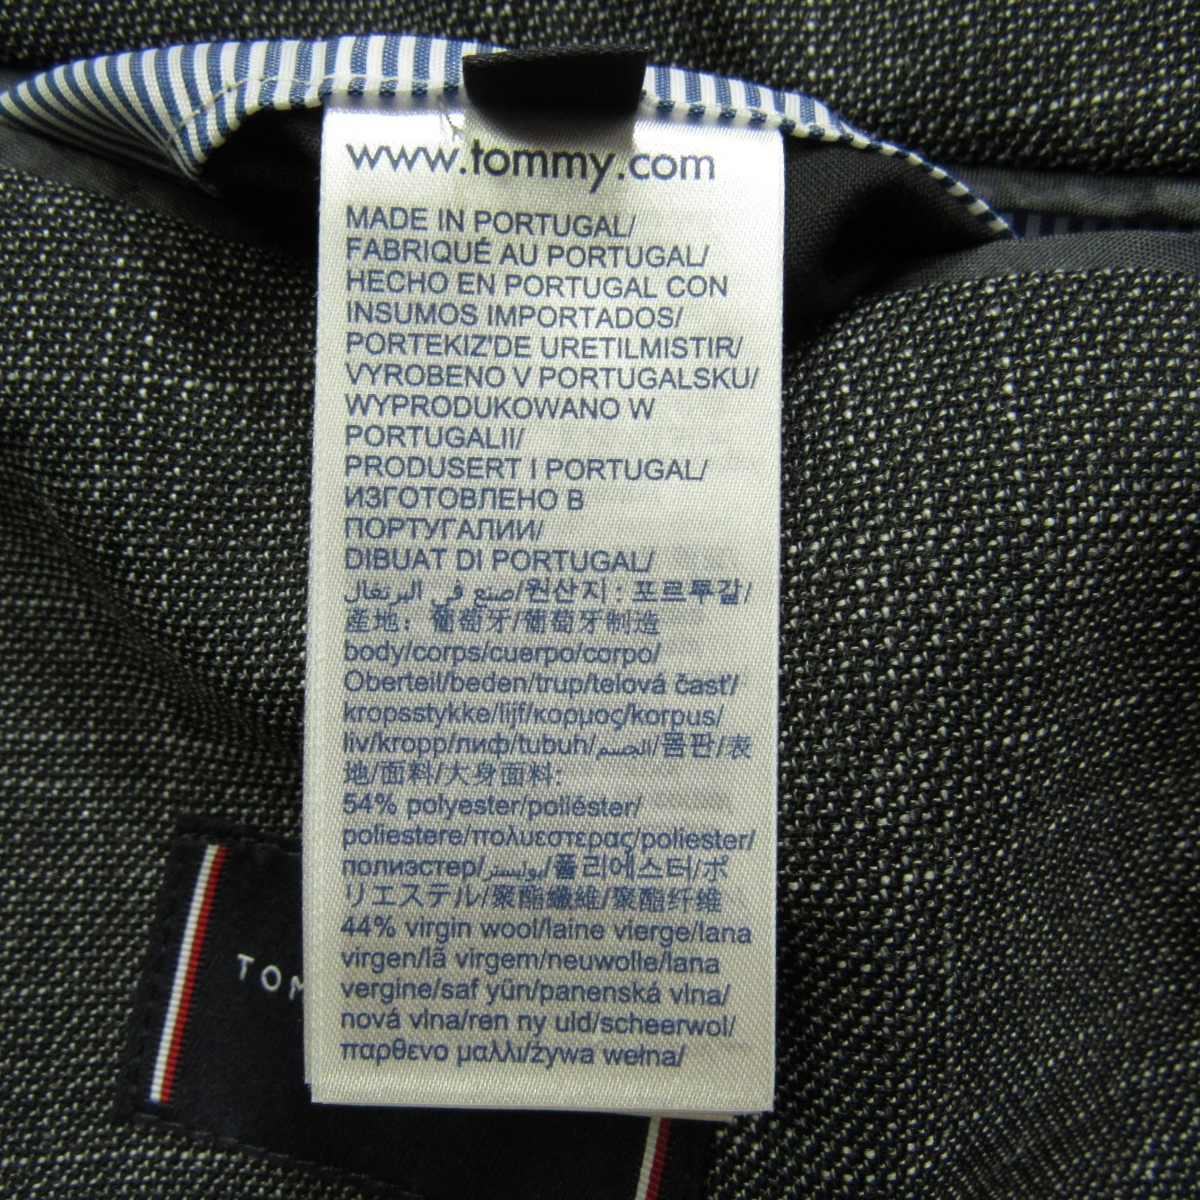 www.tommy.com
MADE IN PORTUGAL/
FABRIQUÉ AU PORTUGAL/
HECHO EN PORTUGAL CON
INSUMOS IMPORTADOS/
PORTEKIZ'DE URETILMISTIR/
VYROBENO V PORTUGALSKU/
WYPRODUKOWANO W
PORTUGALII/
PRODUSERT I PORTUGAL/
ИЗГОТОВЛЕНО В
ПОРТУГАЛИИ/
DIBUAT DI PORTUGAL/
صنع في البرتغال/원산지 : 포르투갈/
産地：葡萄牙/葡萄牙制造
body/corps/cuerpo/corpo/
Oberteil/beden/trup/telová časť/
kropsstykke/lijf/κορμος/korpus/
liv/kropp/лиф/tubuh/الجسم/몸판/表
地/面料/大身面料:
54% polyester/poliéster/
poliestere/πολυεστερας/poliester/
полиэстер/بوليستر/폴리에스터/ポ
リエステル/聚酯纖維/聚酯纤维
44% virgin wool/laine vierge/lana
virgen/lã virgem/neuwolle/lana
vergine/saf yün/panenská vlna/
nová vlna/ren ny uld/scheerwol/
παρθενο μαλλι/żywa wełna/
TOM